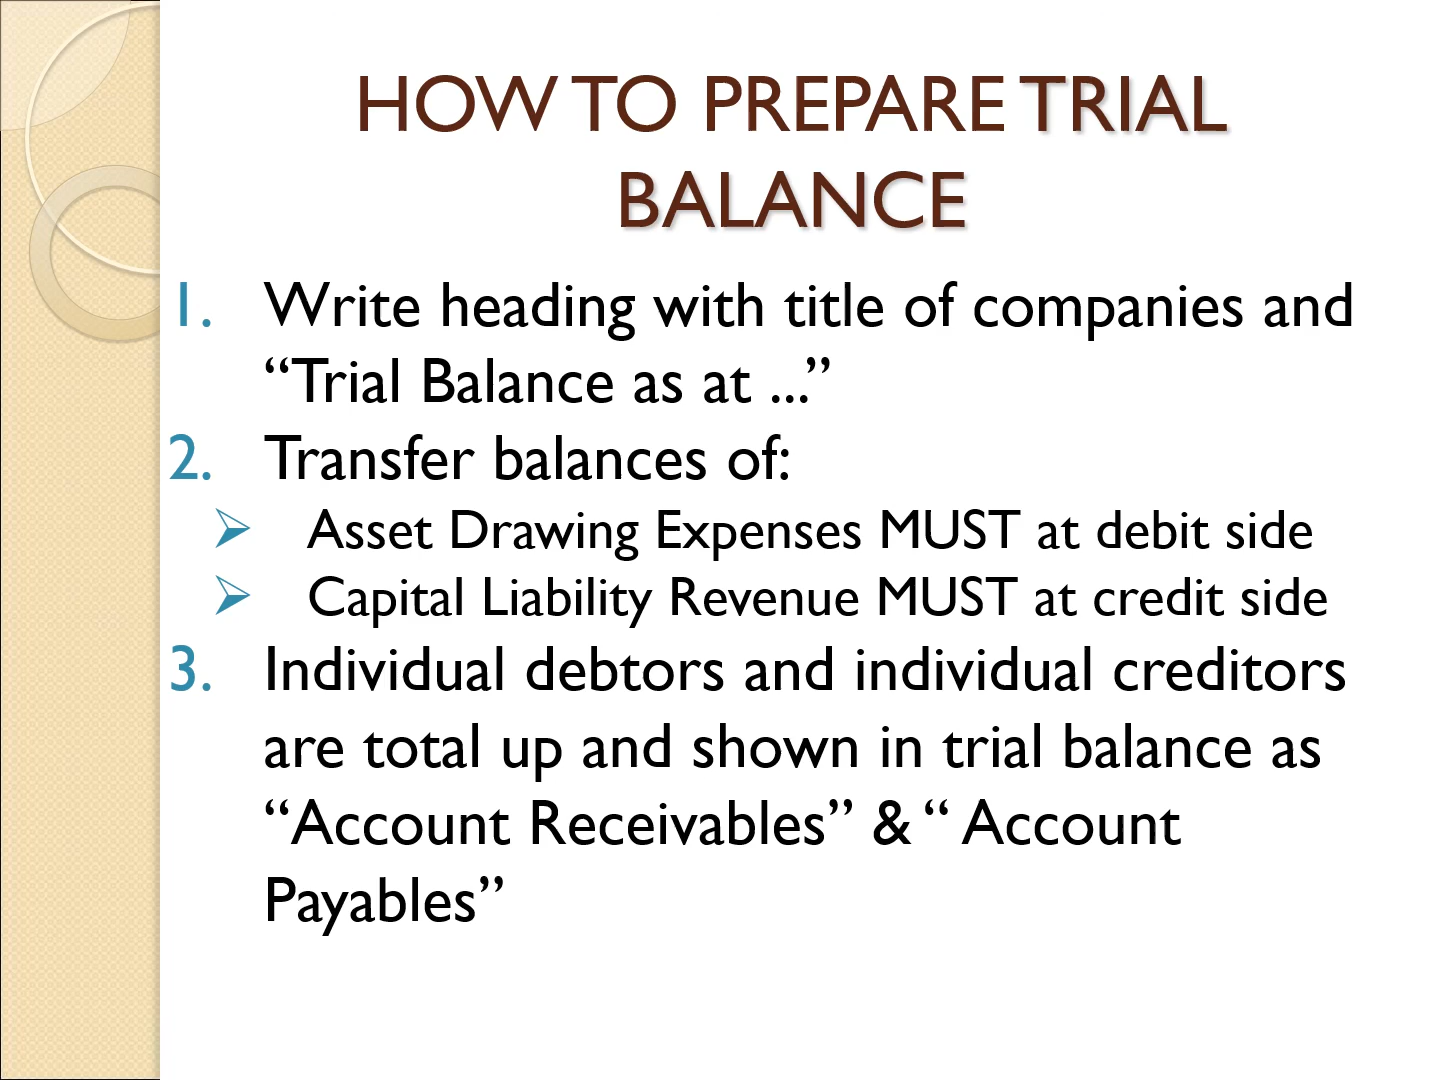 HOW TO PREPARE TRIAL
BALANCE
1. Write heading with title of companies and
“Trial Balance as at ...”
2. Transfer balances of:
➢ Asset Drawing Expenses MUST at debit side
➢ Capital Liability Revenue MUST at credit side
3. Individual debtors and individual creditors
are total up and shown in trial balance as
“Account Receivables” & “ Account
Payables”